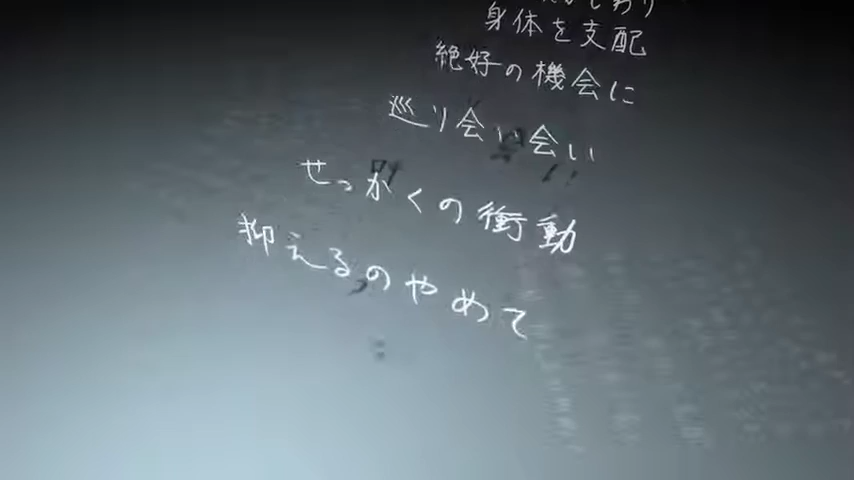 身体を支配
絶好の機会に
巡り会い会い
せっかくの衝動
抑えるのやめて